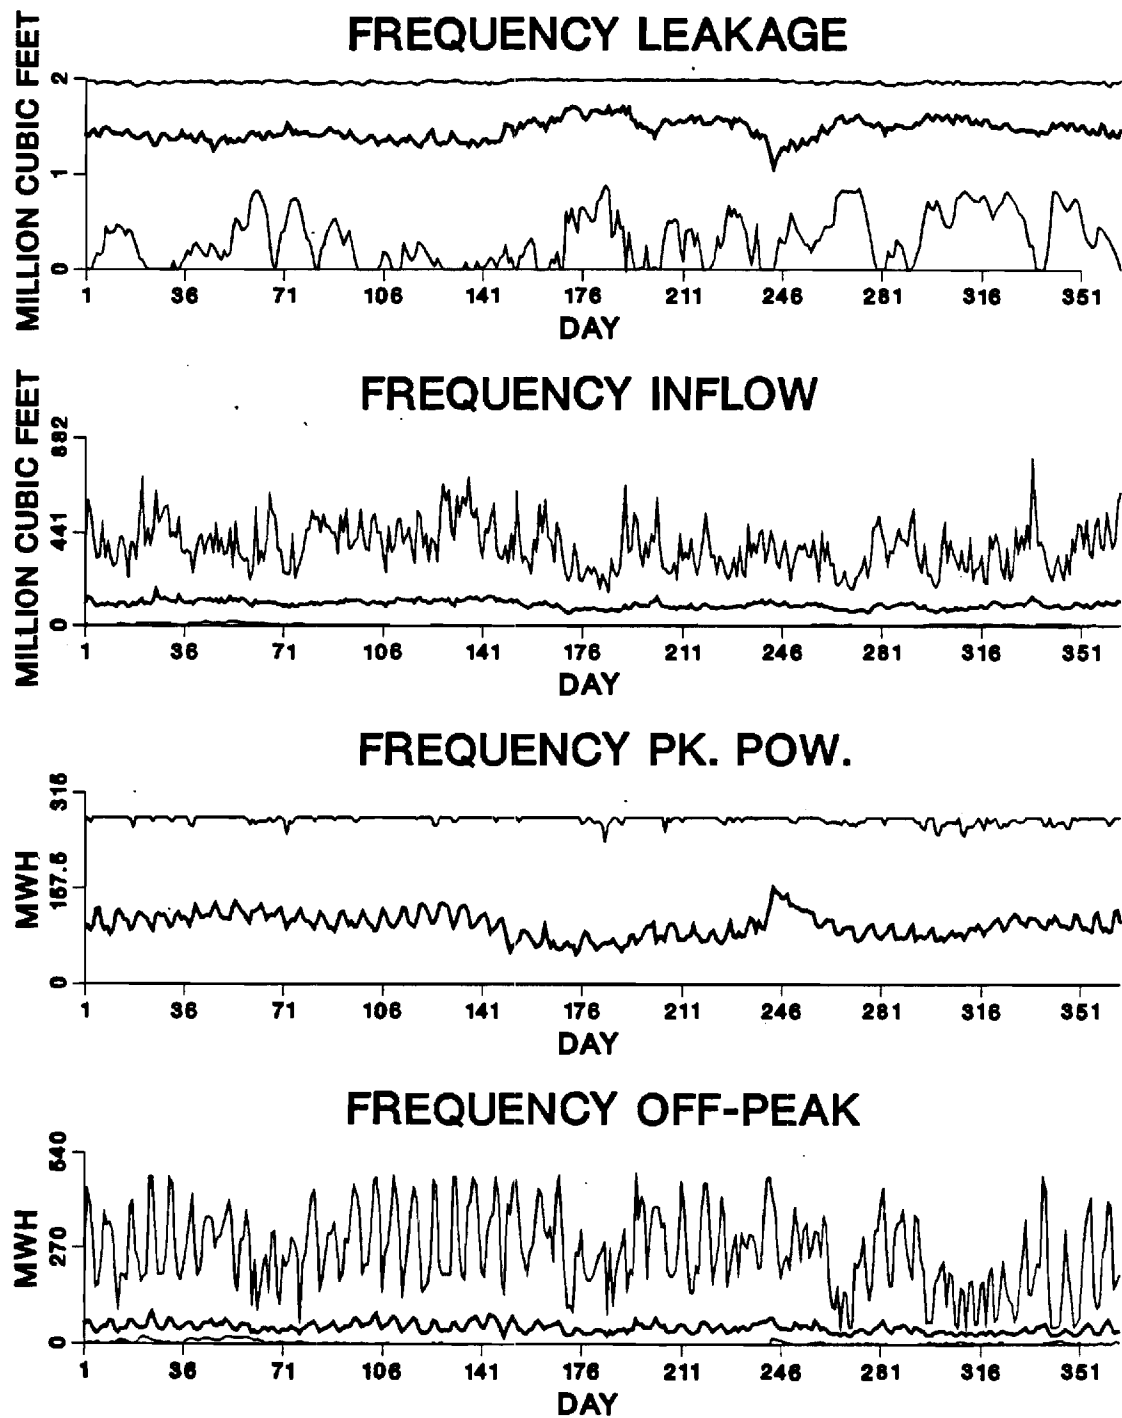 FREQUENCY LEAKAGE
MILLION CUBIC FEET
2
1
0
1 36 71 106 141 176 211 246 281 316 351
DAY
FREQUENCY INFLOW
MILLION CUBIC FEET
882
441
0
1 36 71 106 141 176 211 246 281 316 351
DAY
FREQUENCY PK. POW.
MWH
315
157.5
0
1 36 71 106 141 176 211 246 281 316 351
DAY
FREQUENCY OFF-PEAK
MWH
540
270
0
1 36 71 106 141 176 211 246 281 316 351
DAY